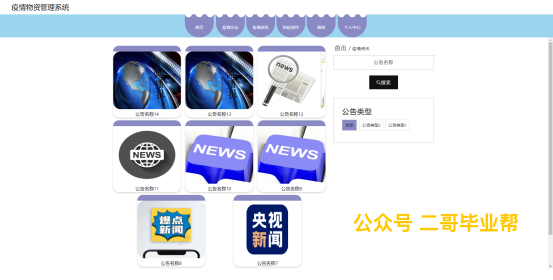 疫情物资管理系统
首页 疫情论坛 疫情资讯 防疫物资 物资 个人中心
首页 / 疫情资讯
公告名称
搜索
公告名称14 公告名称13 公告名称12
NEWS
公告类型
全部 公告类型2 公告类型1
NEWS NEWS NEWS
公告名称11 公告名称10 公告名称9
爆点
新闻
央视
新闻
公告名称8 公告名称7
公众号 二哥毕业帮